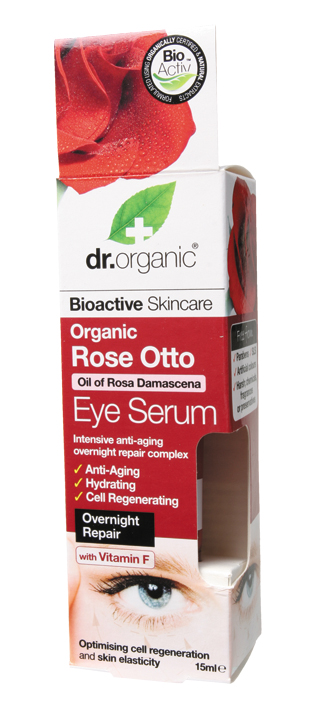 FORMULATED USING ORGANICALLY CERTIFIED & NATURAL EXTRACTS
Bio
Activ™
dr.organic®
Bioactive Skincare
Organic
Rose Otto
Oil of Rosa Damascena
Eye Serum
Intensive anti-aging
overnight repair complex
✓ Anti-Aging
✓ Hydrating
✓ Cell Regenerating
Overnight
Repair
with Vitamin F
Optimising cell regeneration
and skin elasticity
15ml℮